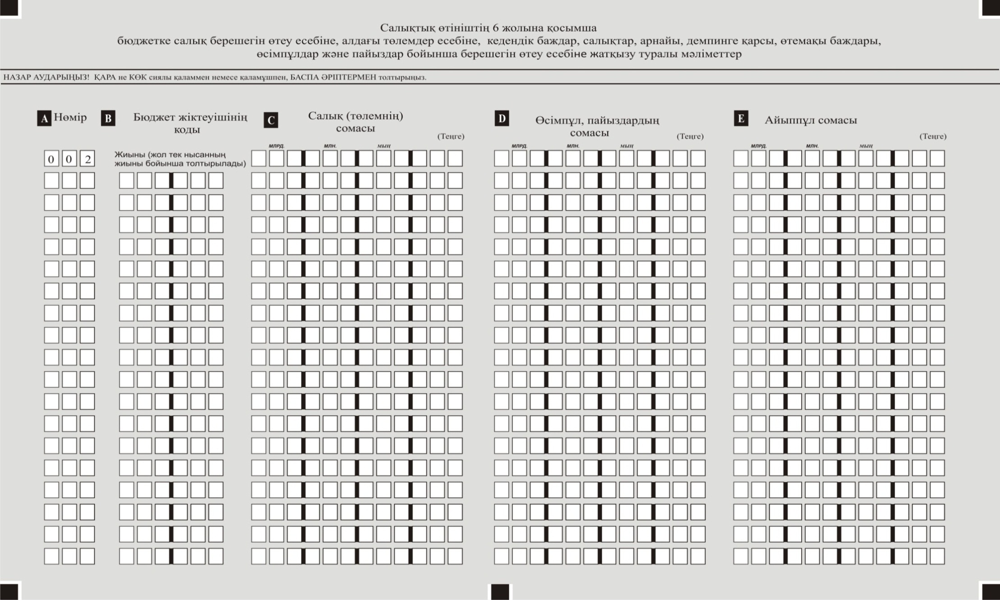 Салықтық өтініштің 6 жолына қосымша
бюджетке салық берешегін өтеу есебіне, алдағы төлемдер есебіне, кедендік баждар, салықтар, арнайы, демпингe қарсы, өтемақы баждары,
өсімпұлдар және пайыздар бойынша берешегін өтеу есебіне жатқызу туралы мәліметтер
НАЗАР АУДАРЫҢЫЗ! ҚАРА не КӨК сиялы қаламмен немесе қаламұшпен, БАСПА ӘРІПТЕРМЕН толтырыңыз.
A Нөмір
B Бюджет жіктеуішінің
коды
C Салық (төлемнің)
сомасы
(Теңге)
D Өсімпұл, пайыздардың
сомасы
(Теңге)
E Айыппұл сомасы
(Теңге)
МЛРД. МЛН. МЫҢ
МЛРД. МЛН. МЫҢ
МЛРД. МЛН. МЫҢ
0 0 2
Жиыны (жол тек нысанның
жиыны бойынша толтырылады)